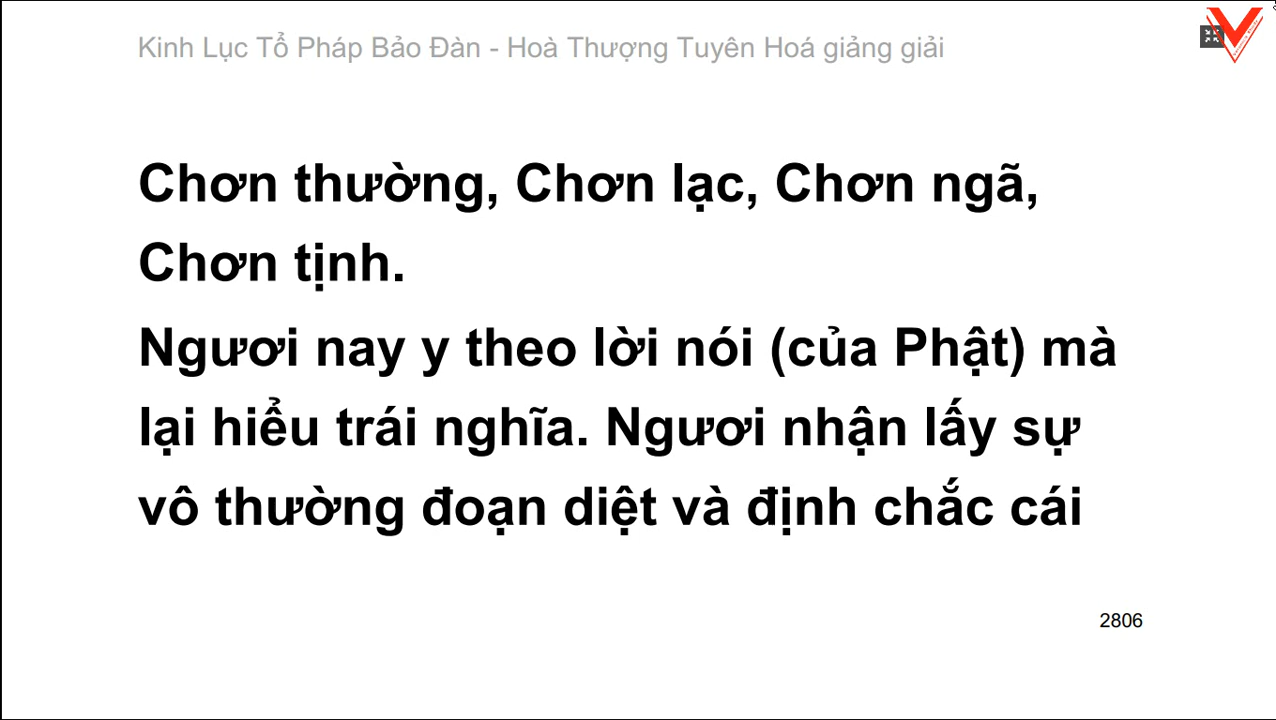 Kinh Lục Tổ Pháp Bảo Đàn - Hoà Thượng Tuyên Hoá giảng giải
Chơn thường, Chơn lạc, Chơn ngã,
Chơn tịnh.
Ngươi nay y theo lời nói (của Phật) mà
lại hiểu trái nghĩa. Ngươi nhận lấy sự
vô thường đoạn diệt và định chắc cái
2806